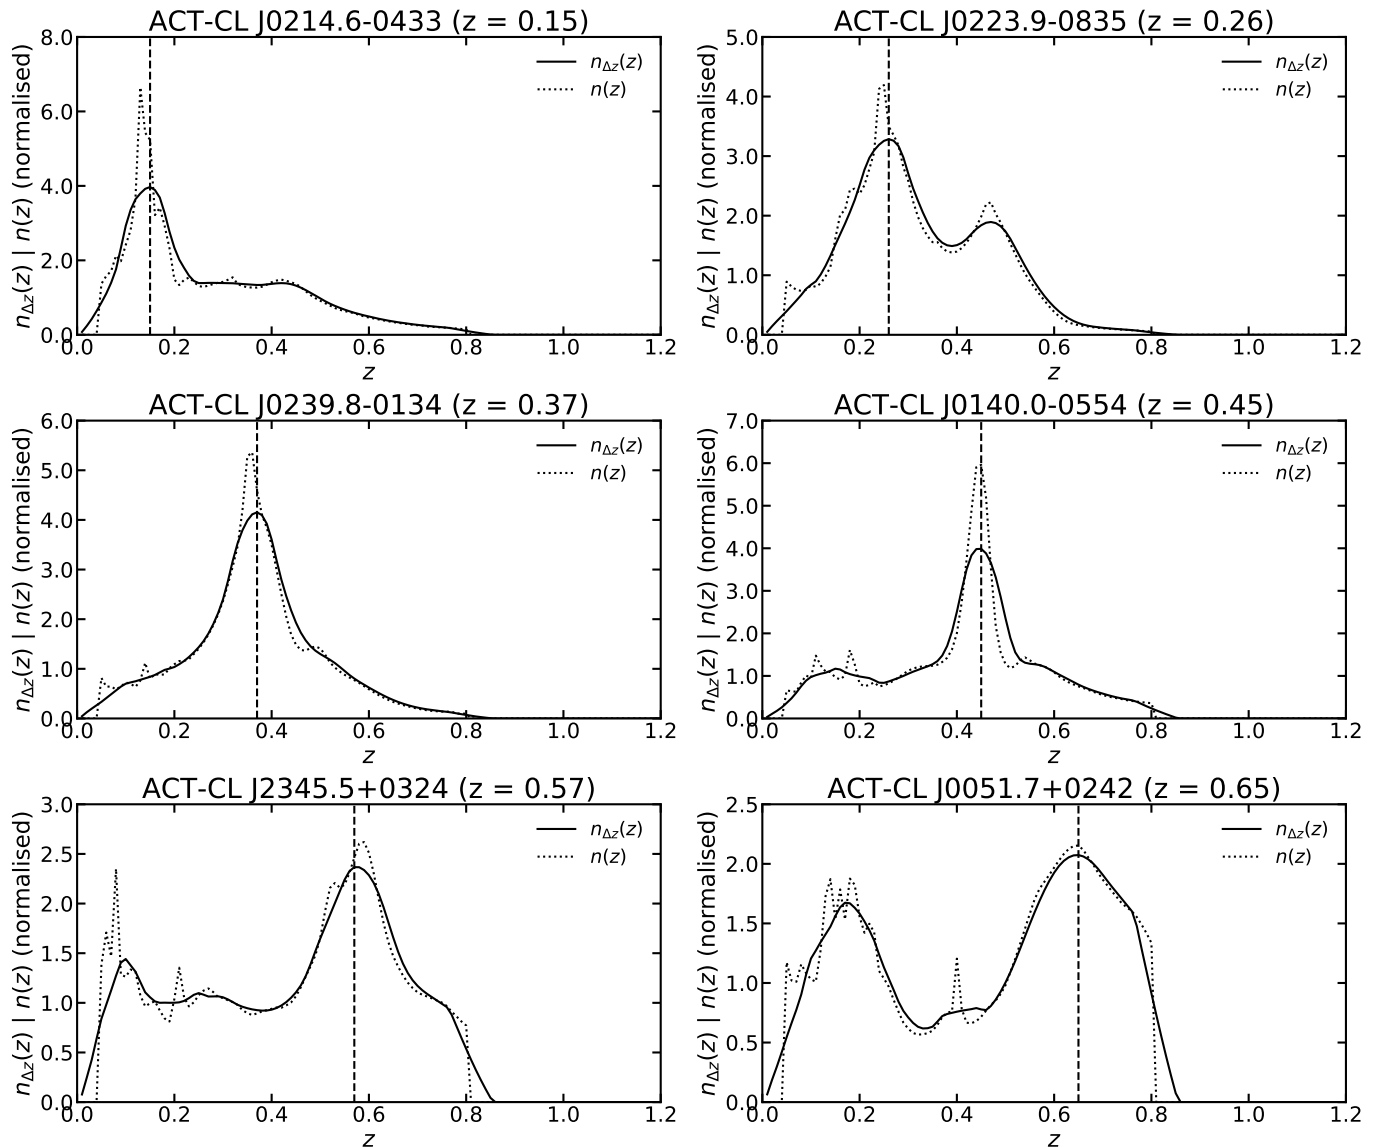 ACT-CL J0214.6-0433 (z = 0.15)
8.0
6.0
4.0
2.0
0.0
n_Δz(z) | n(z) (normalised)
n_Δz(z)
n(z)
0.0 0.2 0.4 0.6 0.8 1.0 1.2
z
ACT-CL J0223.9-0835 (z = 0.26)
5.0
4.0
3.0
2.0
1.0
0.0
n_Δz(z) | n(z) (normalised)
n_Δz(z)
n(z)
0.0 0.2 0.4 0.6 0.8 1.0 1.2
z
ACT-CL J0239.8-0134 (z = 0.37)
6.0
5.0
4.0
3.0
2.0
1.0
0.0
n_Δz(z) | n(z) (normalised)
n_Δz(z)
n(z)
0.0 0.2 0.4 0.6 0.8 1.0 1.2
z
ACT-CL J0140.0-0554 (z = 0.45)
7.0
6.0
5.0
4.0
3.0
2.0
1.0
0.0
n_Δz(z) | n(z) (normalised)
n_Δz(z)
n(z)
0.0 0.2 0.4 0.6 0.8 1.0 1.2
z
ACT-CL J2345.5+0324 (z = 0.57)
3.0
2.5
2.0
1.5
1.0
0.5
0.0
n_Δz(z) | n(z) (normalised)
n_Δz(z)
n(z)
0.0 0.2 0.4 0.6 0.8 1.0 1.2
z
ACT-CL J0051.7+0242 (z = 0.65)
2.5
2.0
1.5
1.0
0.5
0.0
n_Δz(z) | n(z) (normalised)
n_Δz(z)
n(z)
0.0 0.2 0.4 0.6 0.8 1.0 1.2
z